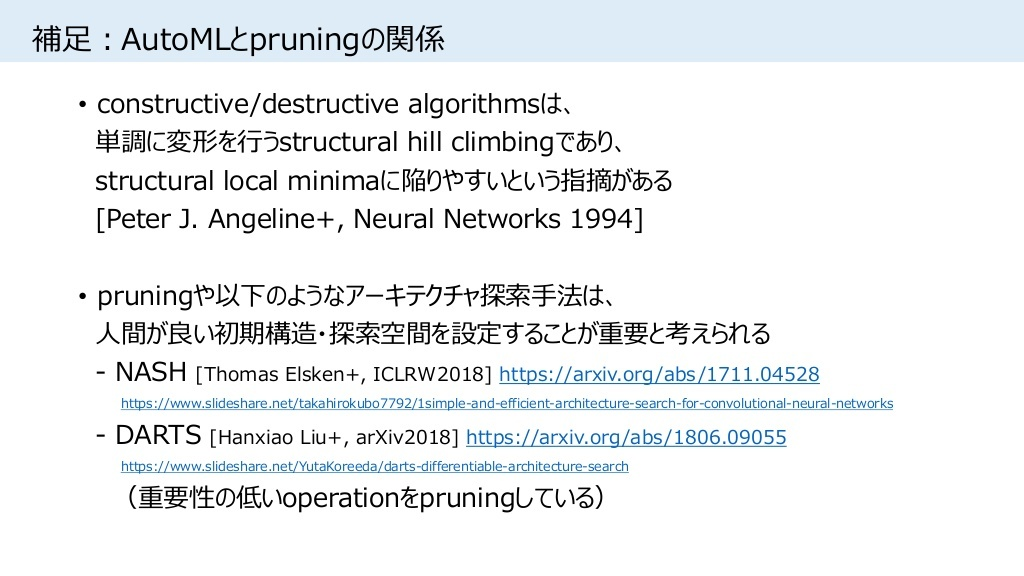 補足：AutoMLとpruningの関係
• constructive/destructive algorithmsは、
単調に変形を行うstructural hill climbingであり、
structural local minimaに陥りやすいという指摘がある
[Peter J. Angeline+, Neural Networks 1994]
• pruningや以下のようなアーキテクチャ探索手法は、
人間が良い初期構造・探索空間を設定することが重要と考えられる
- NASH [Thomas Elsken+, ICLRW2018] https://arxiv.org/abs/1711.04528
https://www.slideshare.net/takahirokubo7792/1simple-and-efficient-architecture-search-for-convolutional-neural-networks
- DARTS [Hanxiao Liu+, arXiv2018] https://arxiv.org/abs/1806.09055
https://www.slideshare.net/YutaKoreeda/darts-differentiable-architecture-search
（重要性の低いoperationをpruningしている）